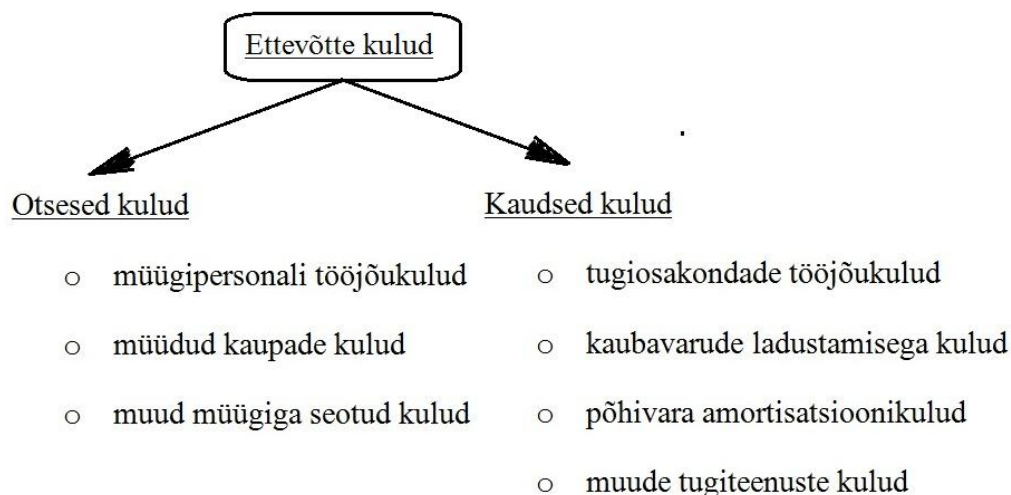 Ettevõtte kulud
Otsesed kulud
müügipersonali tööjõukulud
müüdud kaupade kulud
muud müügiga seotud kulud
Kaudsed kulud
tugiosakondade tööjõukulud
kaubavarude ladustamisega kulud
põhivara amortisatsioonikulud
muude tugiteenuste kulud